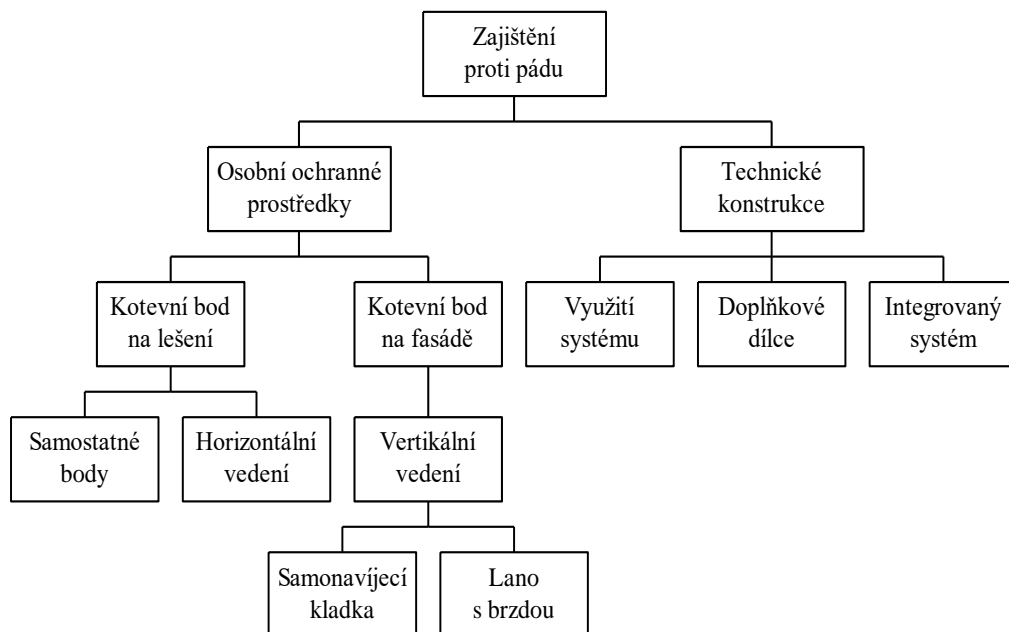 Zajištění
proti pádu
Osobní ochranné
prostředky
Technické
konstrukce
Kotevní bod
na lešení
Kotevní bod
na fasádě
Využití
systému
Doplňkové
dílce
Integrovaný
systém
Samostatné
body
Horizontální
vedení
Vertikální
vedení
Samonavíjecí
kladka
Lano
s brzdou